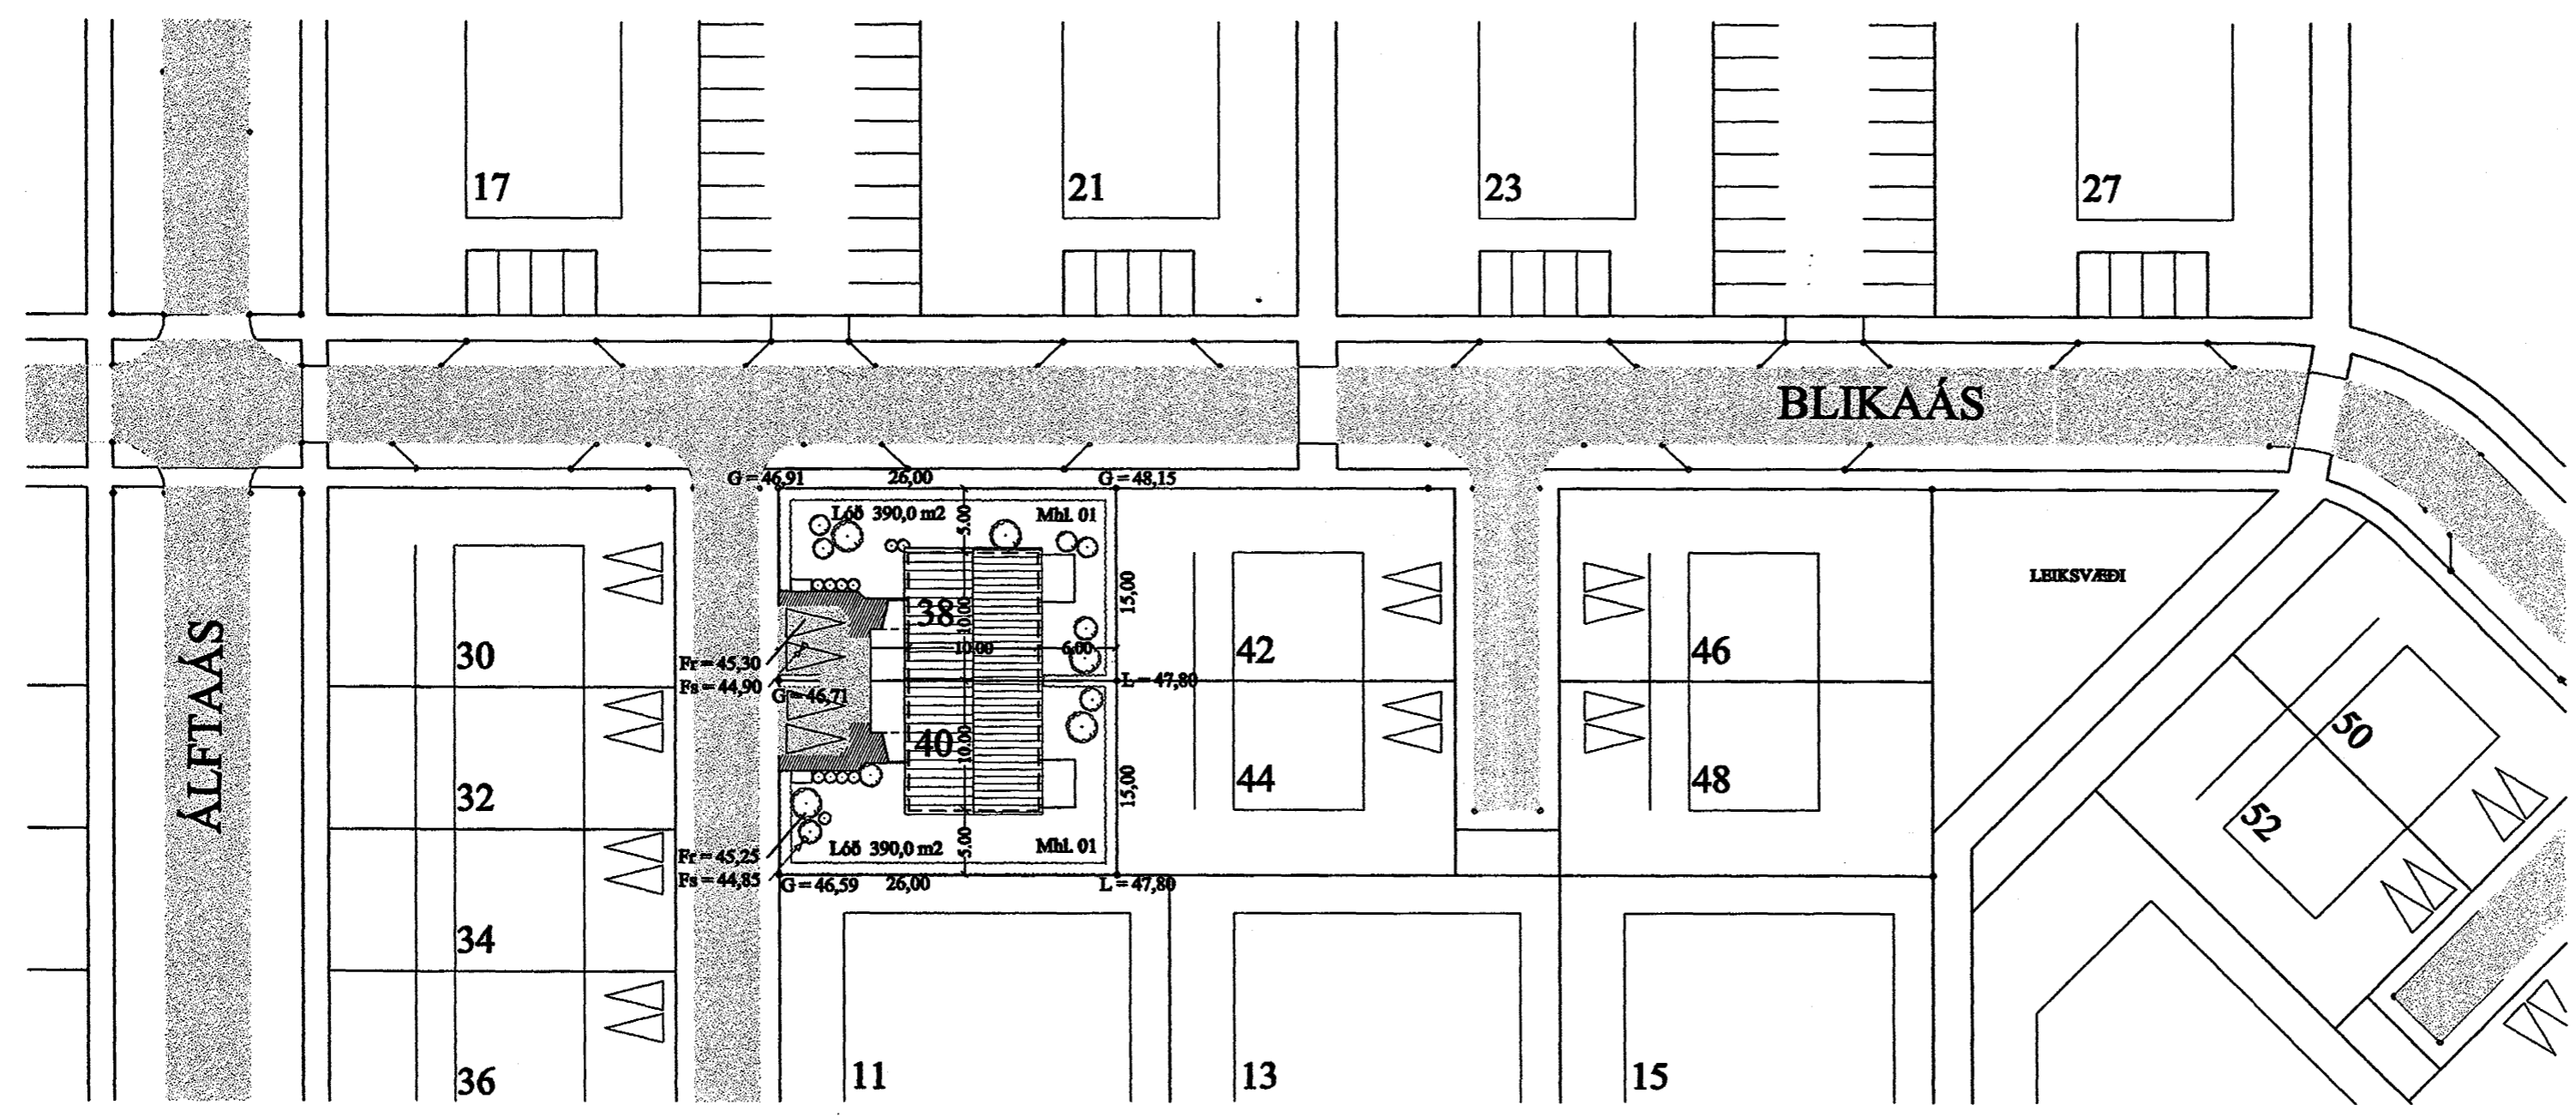 17
21
23
27
BLIKAÁS
ÁLFTAÁS
G = 46,91
26,00
G = 48,15
Lóð 390,0 m2
5.00
Mhl. 01
LEIKSVÆÐI
15,00
38
10.00
30
42
46
10.00
6.00
Fr = 45,30
Fs = 44,90
G = 46,71
L = 47,80
50
40
10.00
32
44
15,00
48
52
Lóð 390,0 m2
5.00
Mhl. 01
Fr = 45,25
Fs = 44,85
G = 46,59
26,00
L = 47,80
34
36
11
13
15